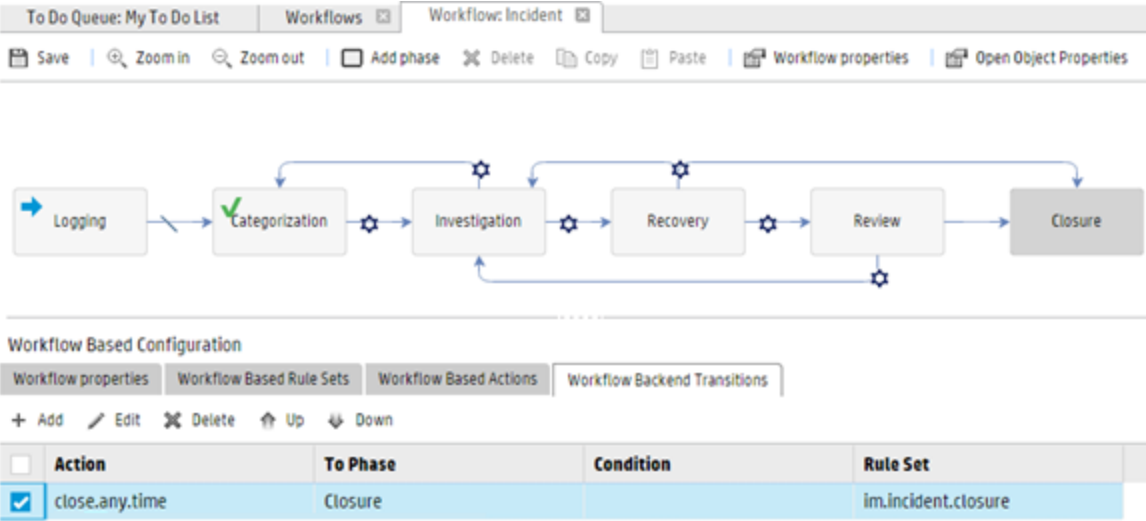 To Do Queue: My To Do List Workflows Workflow: Incident
Save Zoom in Zoom out Add phase Delete Copy Paste Workflow properties Open Object Properties
Logging Categorization Investigation Recovery Review Closure
Workflow Based Configuration
Workflow properties Workflow Based Rule Sets Workflow Based Actions Workflow Backend Transitions
Add Edit Delete Up Down
Action To Phase Condition Rule Set
close.any.time Closure im.incident.closure